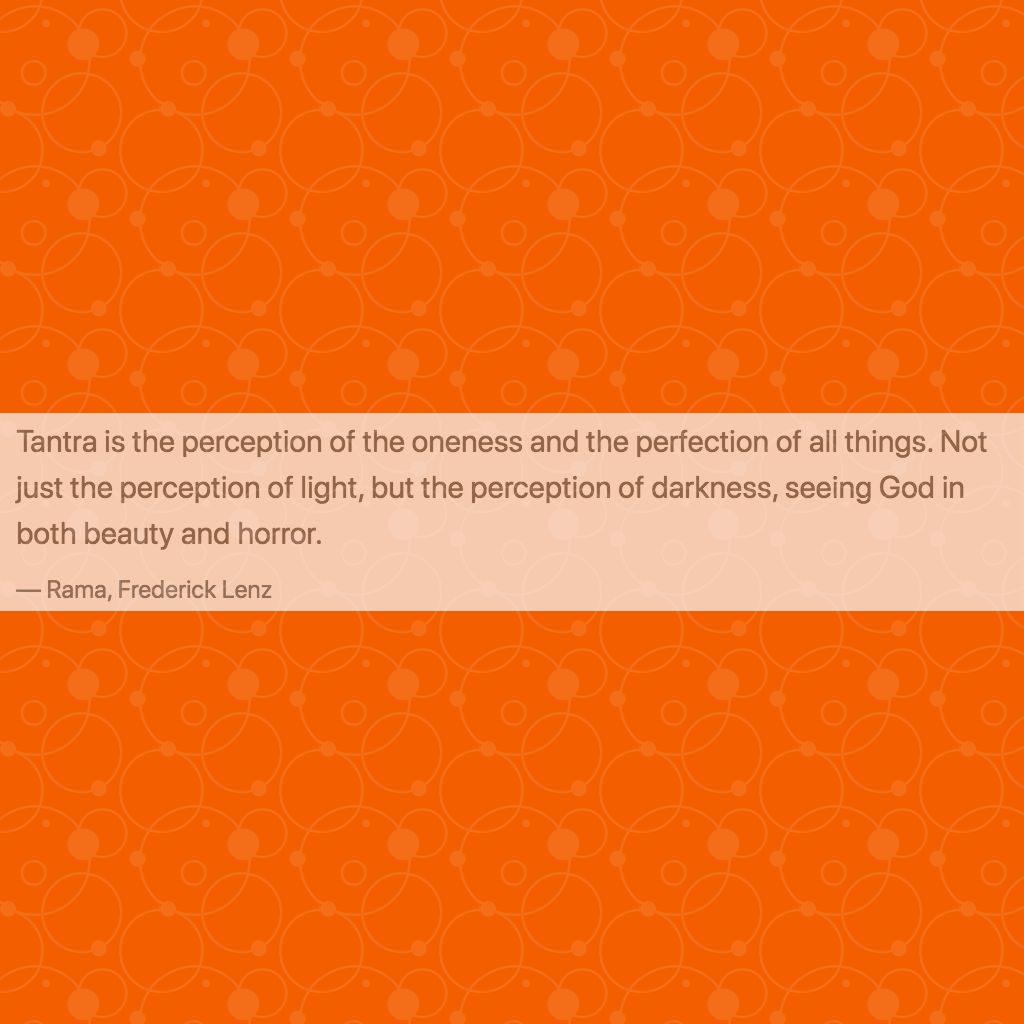 Tantra is the perception of the oneness and the perfection of all things. Not
just the perception of light, but the perception of darkness, seeing God in
both beauty and horror.
— Rama, Frederick Lenz